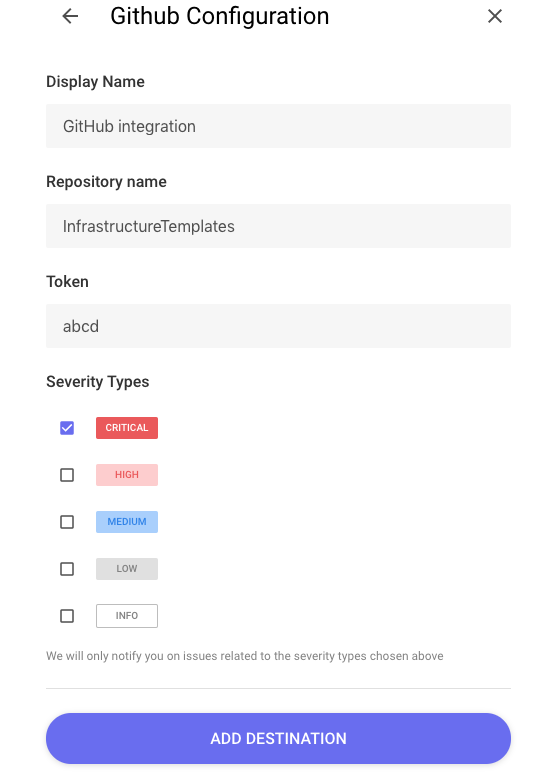 Github Configuration
Display Name
GitHub integration
Repository name
InfrastructureTemplates
Token
abcd
Severity Types
CRITICAL
HIGH
MEDIUM
LOW
INFO
We will only notify you on issues related to the severity types chosen above
ADD DESTINATION